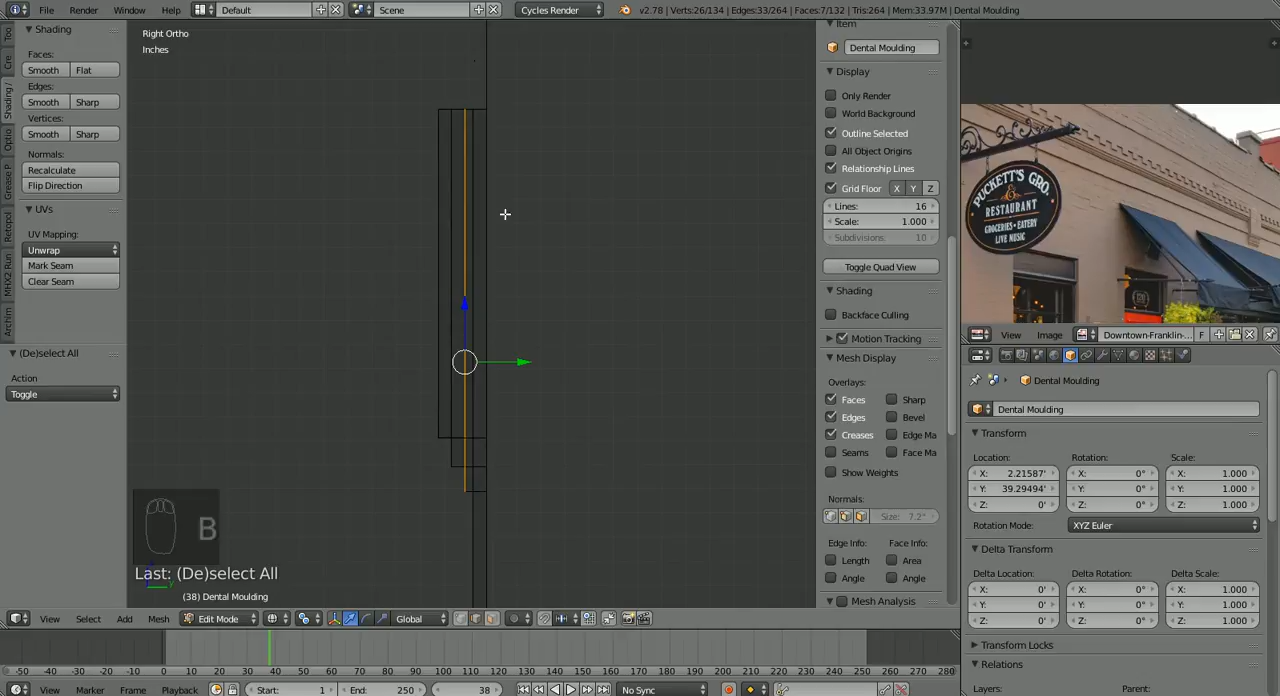 File Render Window Help Default Scene Cycles Render v2.78 | Verts:26/134 | Edges:33/264 | Faces:7/132 | Tris:264 | Mem:33.97M | Dental Moulding
Shading
Faces:
Smooth Flat
Edges:
Smooth Sharp
Vertices:
Smooth Sharp
Normals:
Recalculate
Flip Direction
UVs
UV Mapping:
Unwrap
Mark Seam
Clear Seam
(De)select All
Action
Toggle
Too
Cre
Shading /
Optio
Grease P
Retopol
MHX2 Run
Archim
Right Ortho
Inches
B
Last: (De)select All
(38) Dental Moulding
Item
Dental Moulding
Display
Only Render
World Background
Outline Selected
All Object Origins
Relationship Lines
Grid Floor X Y Z
Lines: 16
Scale: 1.000
Subdivisions: 10
Toggle Quad View
Shading
Backface Culling
Motion Tracking
Mesh Display
Overlays:
Faces Sharp
Edges Bevel
Creases Edge Ma
Seams Face Ma
Show Weights
Normals:
Size: 7.2"
Edge Info: Face Info:
Length Area
Angle Angle
Mesh Analysis
PUCKETT'S GRO.
&
RESTAURANT
GROCERIES·EATERY
LIVE MUSIC
View Image Downtown-Franklin... F
Dental Moulding
Dental Moulding
Transform
Location: Rotation: Scale:
X: 2.21587' X: 0° X: 1.000
Y: 39.29494' Y: 0° Y: 1.000
Z: 0' Z: 0° Z: 1.000
Rotation Mode: XYZ Euler
Delta Transform
Delta Location: Delta Rotation: Delta Scale:
X: 0' X: 0° X: 1.000
Y: 0' Y: 0° Y: 1.000
Z: 0' Z: 0° Z: 1.000
Transform Locks
Relations
Layers: Parent:
View Select Add Mesh Edit Mode Global
-50 -40 -30 -20 -10 0 10 20 30 40 50 60 70 80 90 100 110 120 130 140 150 160 170 180 190 200 210 220 230 240 250 260 270 280
View Marker Frame Playback Start: 1 End: 250 38 No Sync